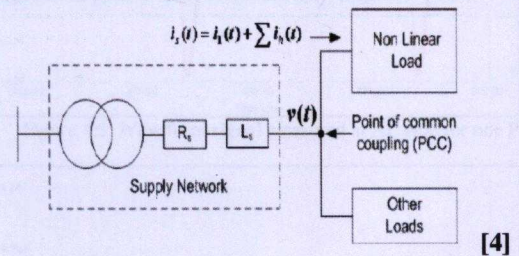 i_s(t) = i_1(t) + ∑ i_h(t)
Non Linear
Load
v(t)
R_s
L_s
Point of common
coupling (PCC)
Supply Network
Other
Loads
[4]